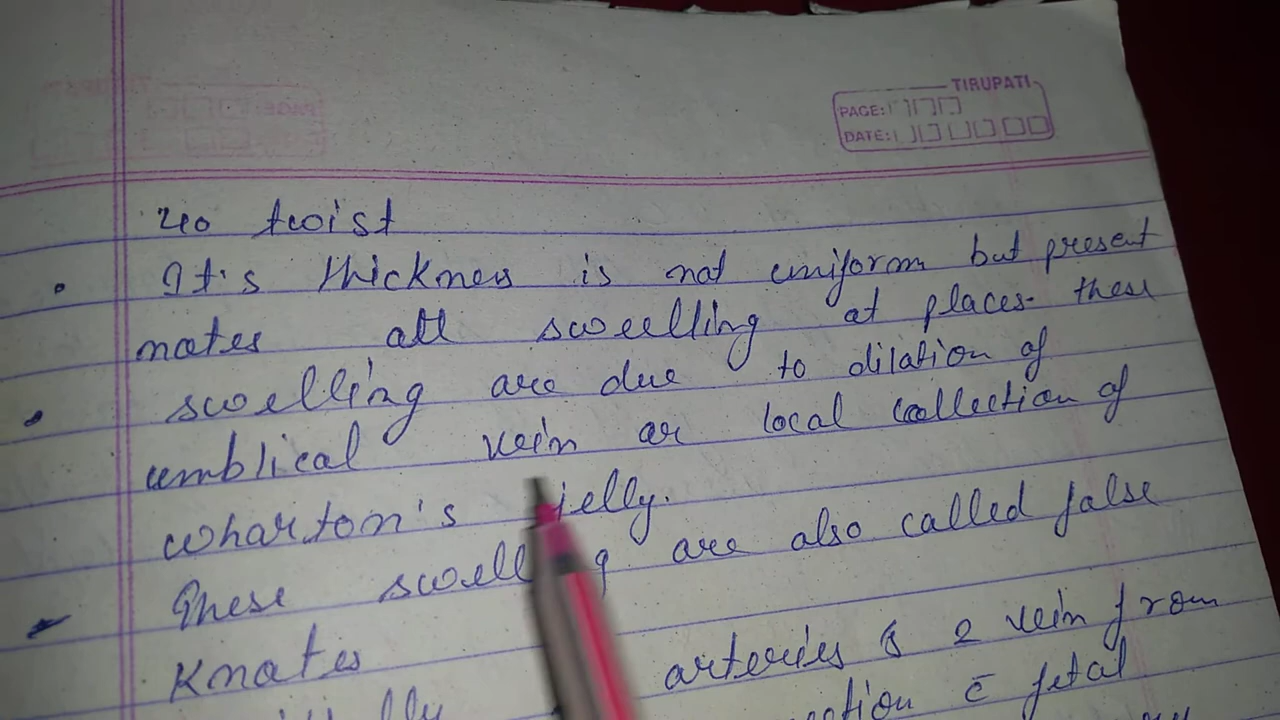 TIRUPATI
PAGE:
DATE:
40 twist
It's thickness is not uniform but present
nates all swelling at places. these
swelling are due to dilation of
umblical vein or local collection of
wharton's jelly.
These swelling are also called false
Knates
arteries & 2 vein from
c̄ fetal